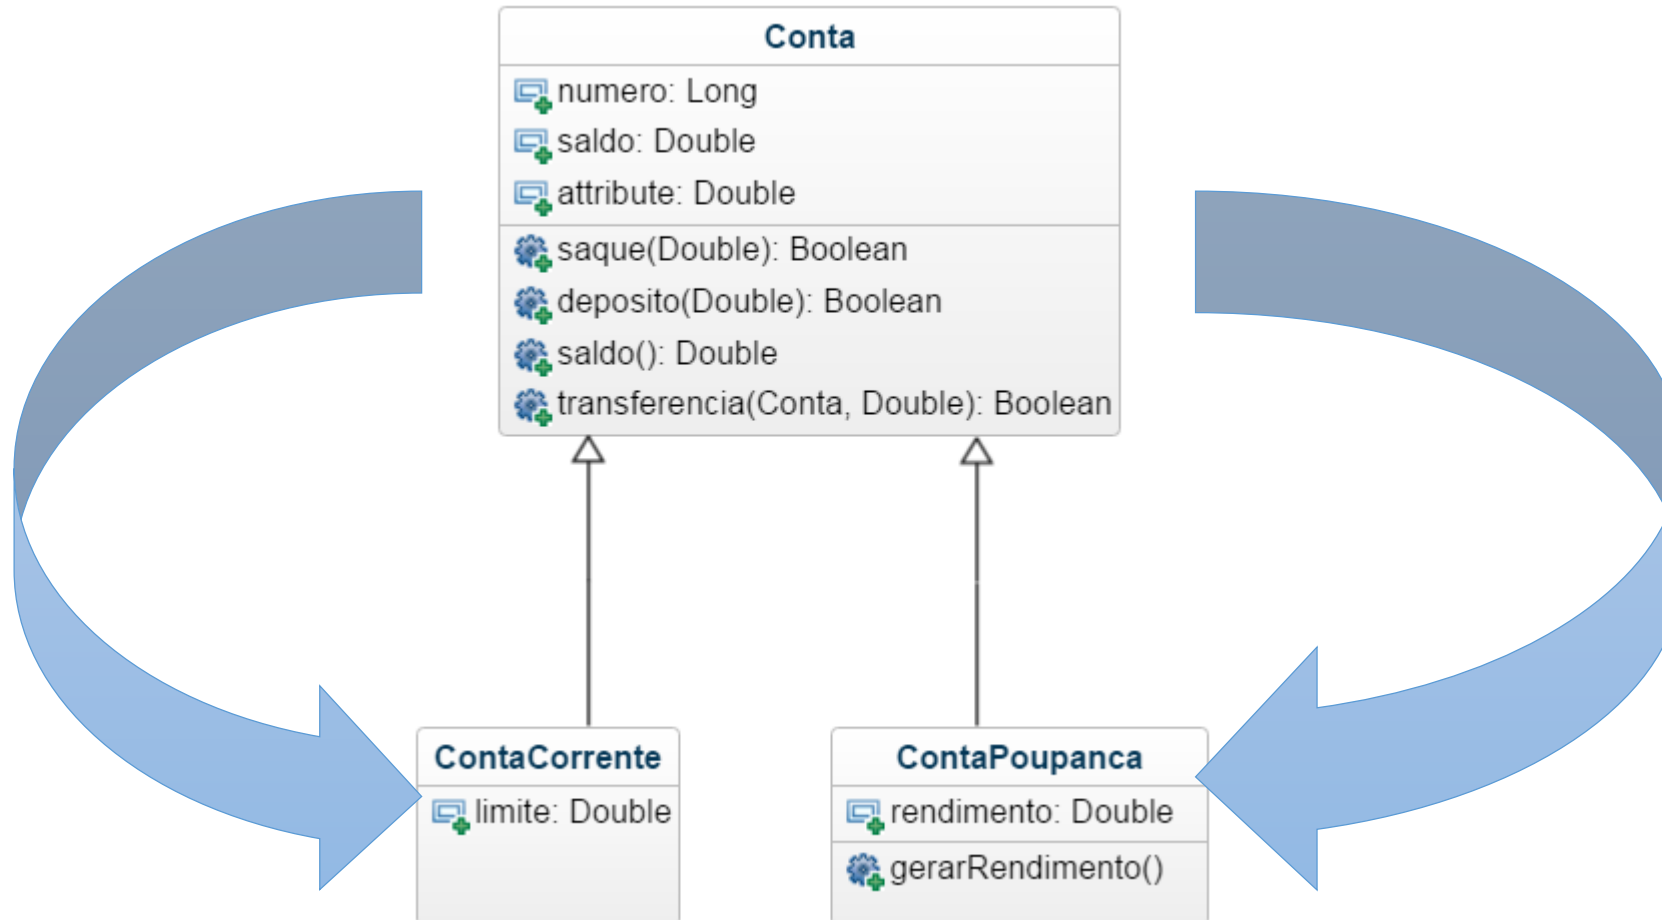 Conta
numero: Long
saldo: Double
attribute: Double
saque(Double): Boolean
deposito(Double): Boolean
saldo(): Double
transferencia(Conta, Double): Boolean
ContaCorrente
limite: Double
ContaPoupanca
rendimento: Double
gerarRendimento()